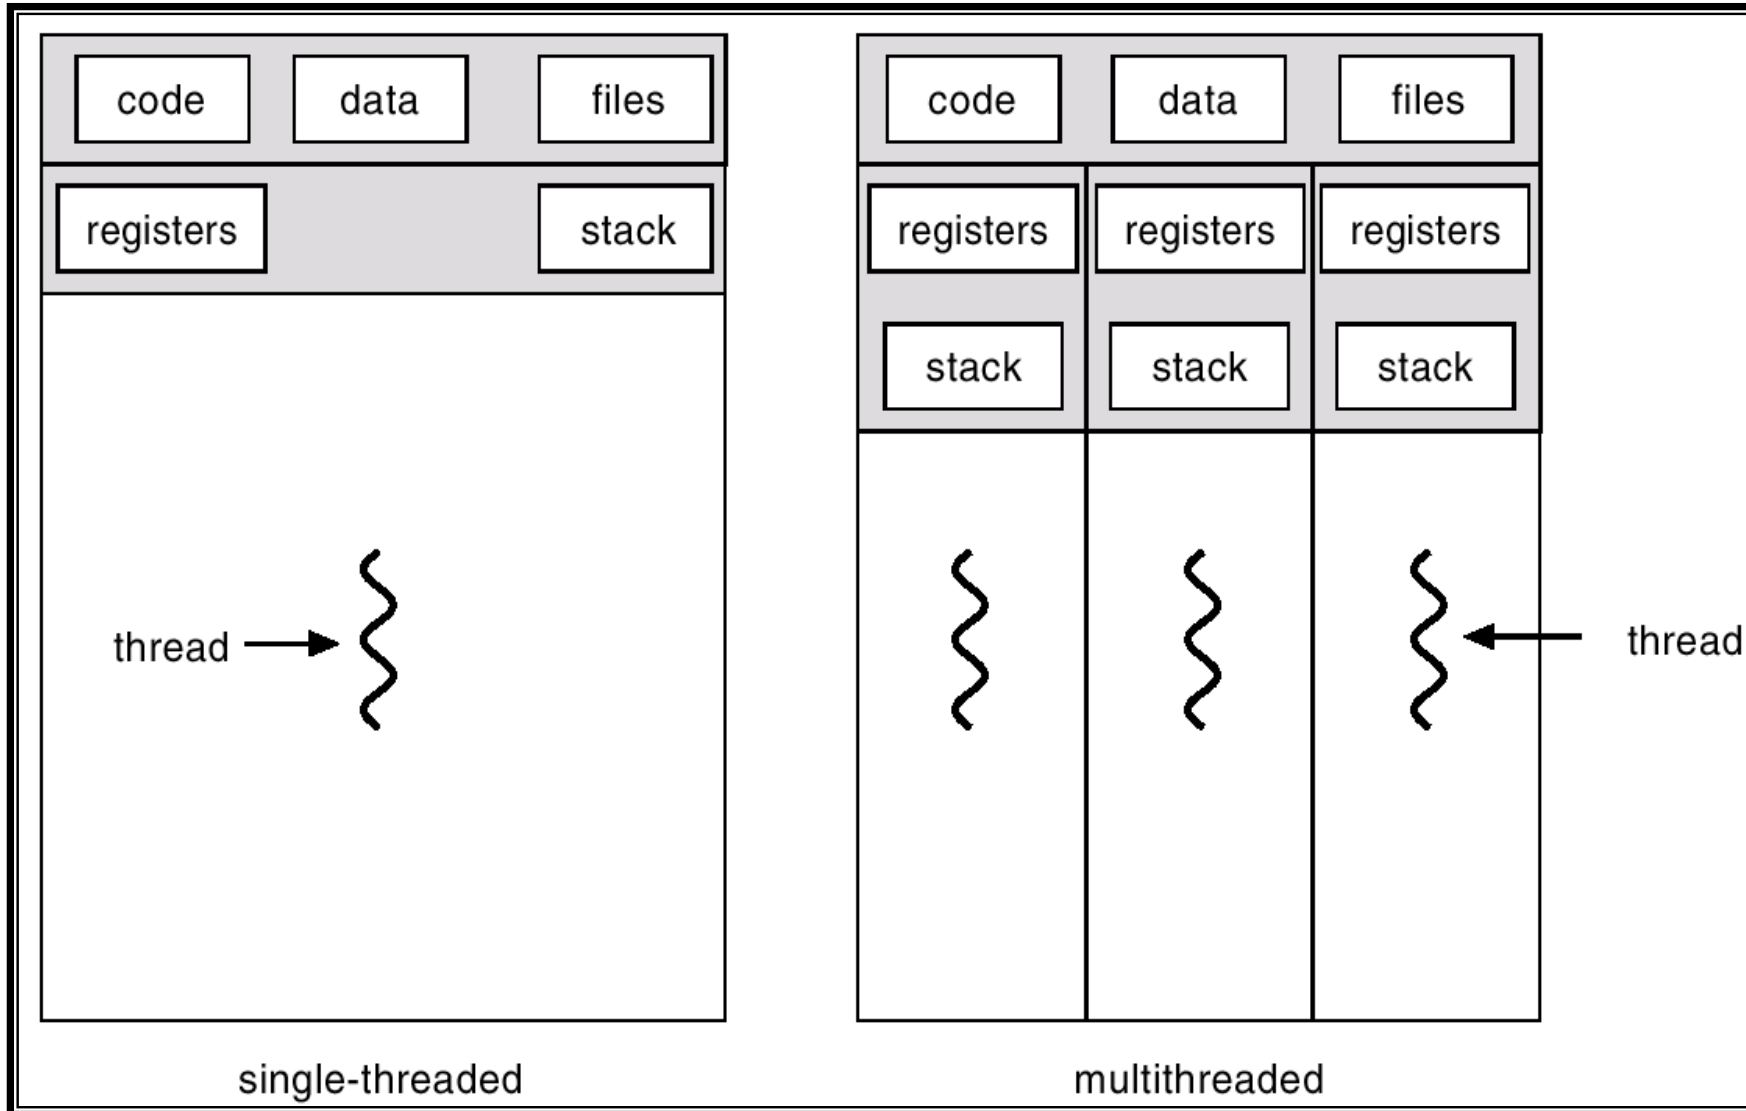 code data files
registers stack
thread
single-threaded
code data files
registers registers registers
stack stack stack
thread
multithreaded